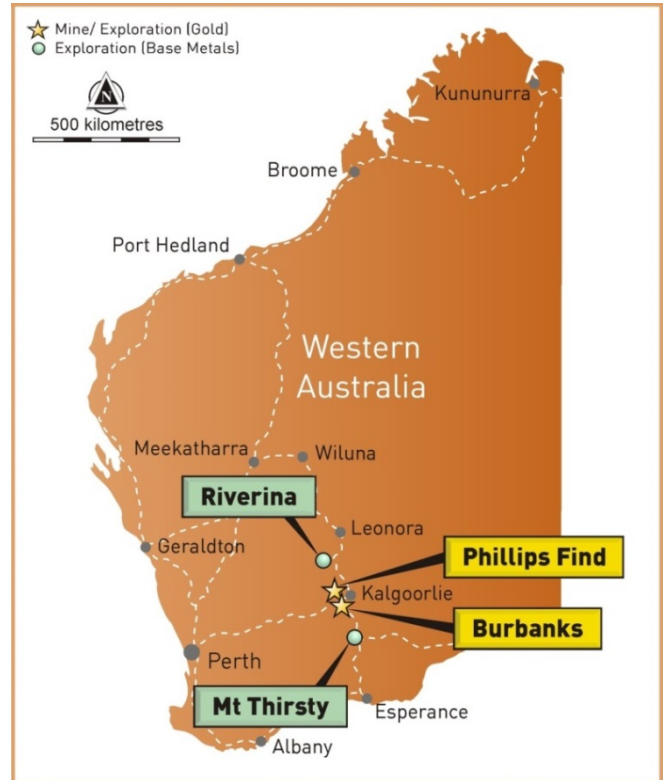 Mine/ Exploration (Gold)
Exploration (Base Metals)
N
500 kilometres
Kununurra
Broome
Port Hedland
Western
Australia
Meekatharra
Wiluna
Riverina
Leonora
Geraldton
Phillips Find
Kalgoorlie
Burbanks
Perth
Mt Thirsty
Esperance
Albany